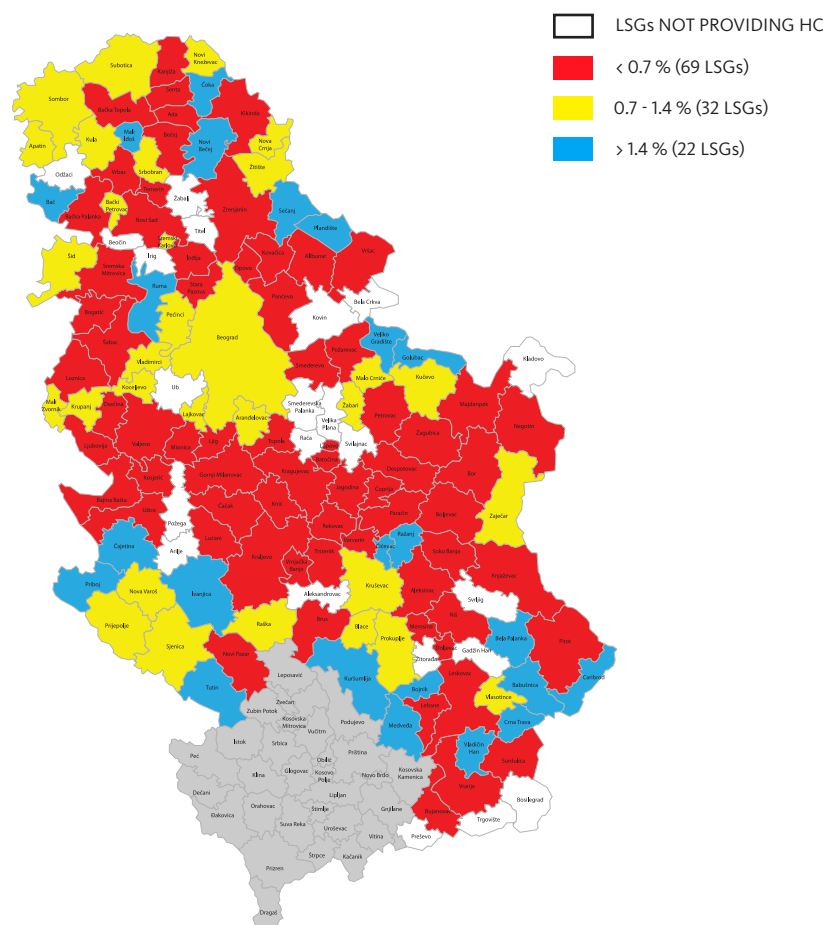 LSGs NOT PROVIDING HC
< 0.7 % (69 LSGs)
0.7 - 1.4 % (32 LSGs)
> 1.4 % (22 LSGs)
Subotica
Kanjiža
Novi
Kneževac
Sombor
Senta
Čoka
Bačka Topola
Ada
Kikinda
Apatin
Kula
Mali
Iđoš
Bečej
Novi
Bečej
Nova
Crnja
Odžaci
Vrbas
Srbobran
Žitište
Bač
Bačka Palanka
Bački
Petrovac
Temerin
Žabalj
Zrenjanin
Sečanj
Novi Sad
Titel
Plandište
Beočin
Sremski
Karlovci
Šid
Sremska
Mitrovica
Irig
Inđija
Kovačica
Alibunar
Vršac
Ruma
Stara
Pazova
Opovo
Pančevo
Bela Crkva
Bogatić
Pećinci
Kovin
Šabac
Beograd
Vladimirci
Veliko
Gradište
Golubac
Kladovo
Loznica
Koceljevo
Ub
Smederevo
Požarevac
Malo Crniće
Kučevo
Mali
Zvornik
Krupanj
Osečina
Lajkovac
Aranđelovac
Smederevska
Palanka
Žabari
Majdanpek
Negotin
Velika
Plana
Petrovac
Ljubovija
Valjevo
Mionica
Ljig
Topola
Rača
Svilajnac
Žagubica
Lapovo
Batočina
Kosjerić
Gornji Milanovac
Kragujevac
Despotovac
Bor
Bajina Bašta
Užice
Čačak
Knić
Jagodina
Ćuprija
Zaječar
Požega
Lučani
Rekovac
Paraćin
Boljevac
Čajetina
Arilje
Kraljevo
Vrnjačka
Banja
Trstenik
Varvarin
Ćićevac
Ražanj
Soko Banja
Priboj
Nova Varoš
Ivanjica
Aleksandrovac
Kruševac
Aleksinac
Knjaževac
Svrljig
Prijepolje
Sjenica
Raška
Brus
Blace
Prokuplje
Merošina
Niš
Bela Palanka
Pirot
Novi Pazar
Žitorađa
Doljevac
Gadžin Han
Tutin
Leposavić
Kuršumlija
Bojnik
Leskovac
Vlasotince
Babušnica
Zvečan
Zubin Potok
Kosovska
Mitrovica
Podujevo
Medveđa
Lebane
Crna Trava
Vučitrn
Istok
Srbica
Priština
Vladičin
Han
Surdulica
Peć
Obilić
Klina
Glogovac
Kosovo
Polje
Novo Brdo
Kosovska
Kamenica
Vranje
Dečani
Lipljan
Bosilegrad
Orahovac
Štimlje
Gnjilane
Bujanovac
Trgovište
Đakovica
Suva Reka
Uroševac
Vitina
Preševo
Štrpce
Kačanik
Prizren
Dragaš